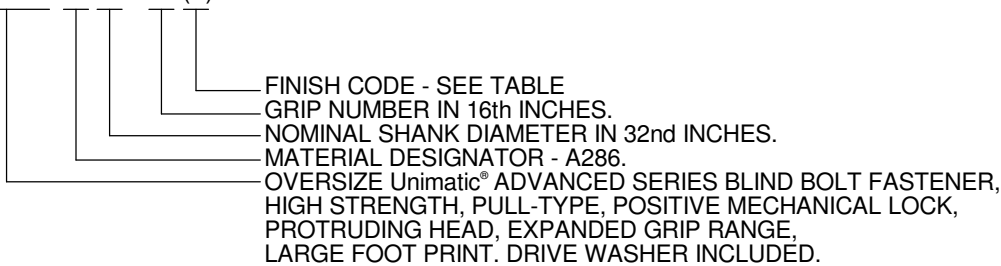 FINISH CODE - SEE TABLE
GRIP NUMBER IN 16th INCHES.
NOMINAL SHANK DIAMETER IN 32nd INCHES.
MATERIAL DESIGNATOR - A286.
OVERSIZE Unimatic® ADVANCED SERIES BLIND BOLT FASTENER,
HIGH STRENGTH, PULL-TYPE, POSITIVE MECHANICAL LOCK,
PROTRUDING HEAD, EXPANDED GRIP RANGE,
LARGE FOOT PRINT. DRIVE WASHER INCLUDED.